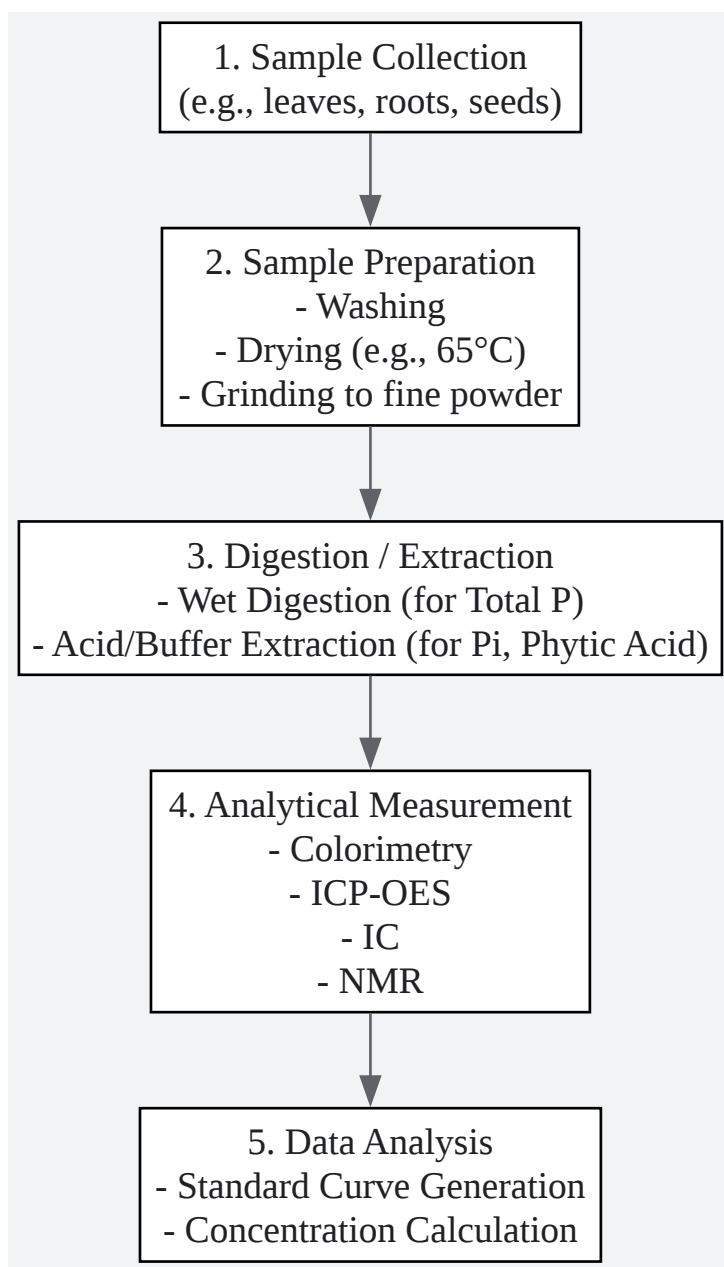 1. Sample Collection
(e.g., leaves, roots, seeds)
2. Sample Preparation
- Washing
- Drying (e.g., 65°C)
- Grinding to fine powder
3. Digestion / Extraction
- Wet Digestion (for Total P)
- Acid/Buffer Extraction (for Pi, Phytic Acid)
4. Analytical Measurement
- Colorimetry
- ICP-OES
- IC
- NMR
5. Data Analysis
- Standard Curve Generation
- Concentration Calculation